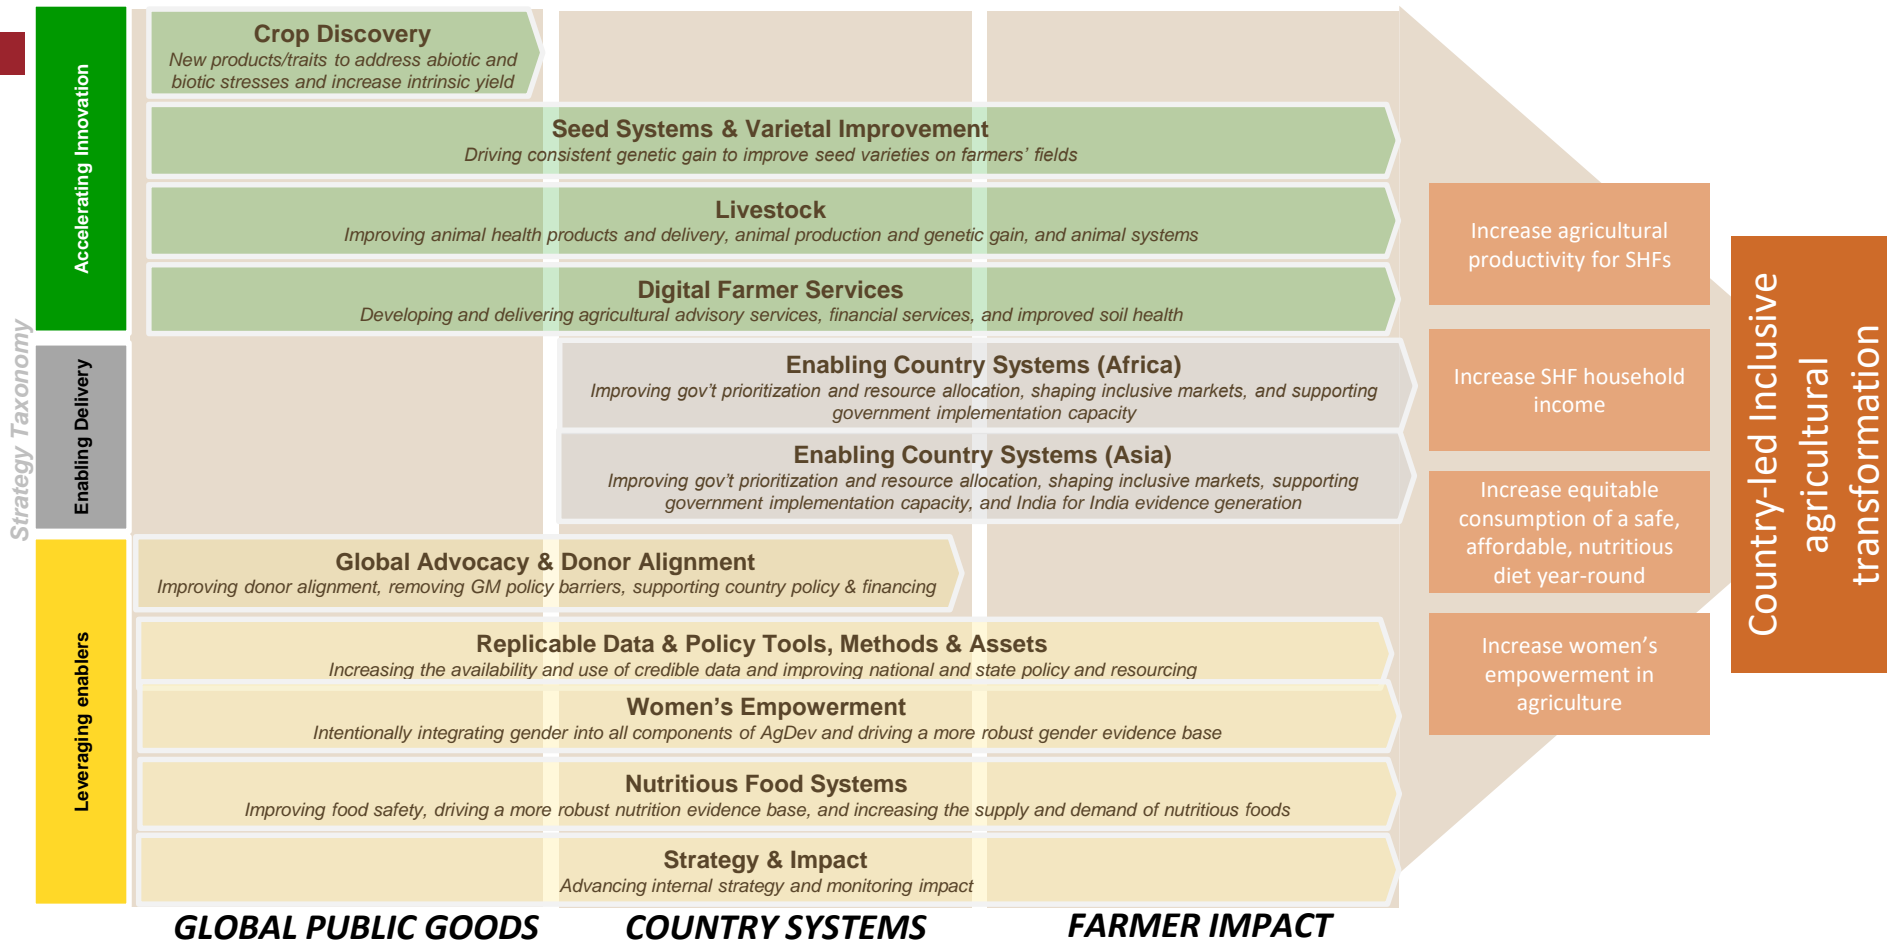 Strategy Taxonomy
Accelerating Innovation
Crop Discovery
New products/traits to address abiotic and
biotic stresses and increase intrinsic yield
Seed Systems & Varietal Improvement
Driving consistent genetic gain to improve seed varieties on farmers’ fields
Livestock
Improving animal health products and delivery, animal production and genetic gain, and animal systems
Digital Farmer Services
Developing and delivering agricultural advisory services, financial services, and improved soil health
Enabling Delivery
Enabling Country Systems (Africa)
Improving gov’t prioritization and resource allocation, shaping inclusive markets, and supporting
government implementation capacity
Enabling Country Systems (Asia)
Improving gov’t prioritization and resource allocation, shaping inclusive markets, supporting
government implementation capacity, and India for India evidence generation
Leveraging enablers
Global Advocacy & Donor Alignment
Improving donor alignment, removing GM policy barriers, supporting country policy & financing
Replicable Data & Policy Tools, Methods & Assets
Increasing the availability and use of credible data and improving national and state policy and resourcing
Women’s Empowerment
Intentionally integrating gender into all components of AgDev and driving a more robust gender evidence base
Nutritious Food Systems
Improving food safety, driving a more robust nutrition evidence base, and increasing the supply and demand of nutritious foods
Strategy & Impact
Advancing internal strategy and monitoring impact
GLOBAL PUBLIC GOODS
COUNTRY SYSTEMS
FARMER IMPACT
Increase agricultural
productivity for SHFs
Increase SHF household
income
Increase equitable
consumption of a safe,
affordable, nutritious
diet year-round
Increase women’s
empowerment in
agriculture
Country-led Inclusive
agricultural
transformation